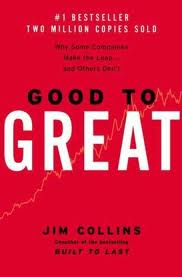 #1 BESTSELLER
TWO MILLION COPIES SOLD
Why Some Companies
Make the Leap...
and Others Don't
GOOD TO
GREAT
JIM COLLINS
Coauthor of the bestselling
BUILT TO LAST